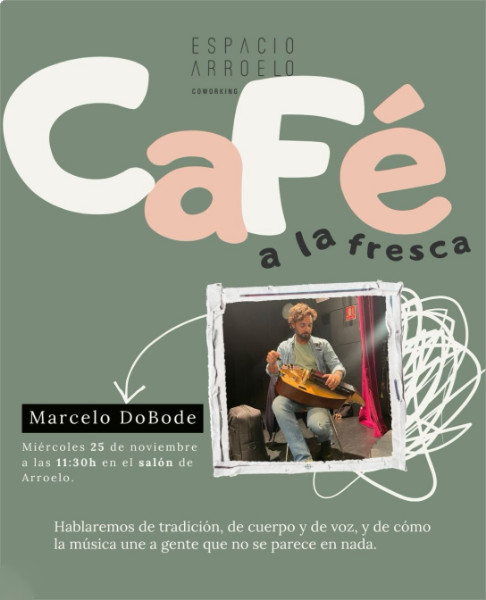 ESPACIO
ARROELO
COWORKING
CaFé
a la fresca
Marcelo DoBode
Miércoles 25 de noviembre
a las 11:30h en el salón de
Arroelo.
Hablaremos de tradición, de cuerpo y de voz, y de cómo
la música une a gente que no se parece en nada.